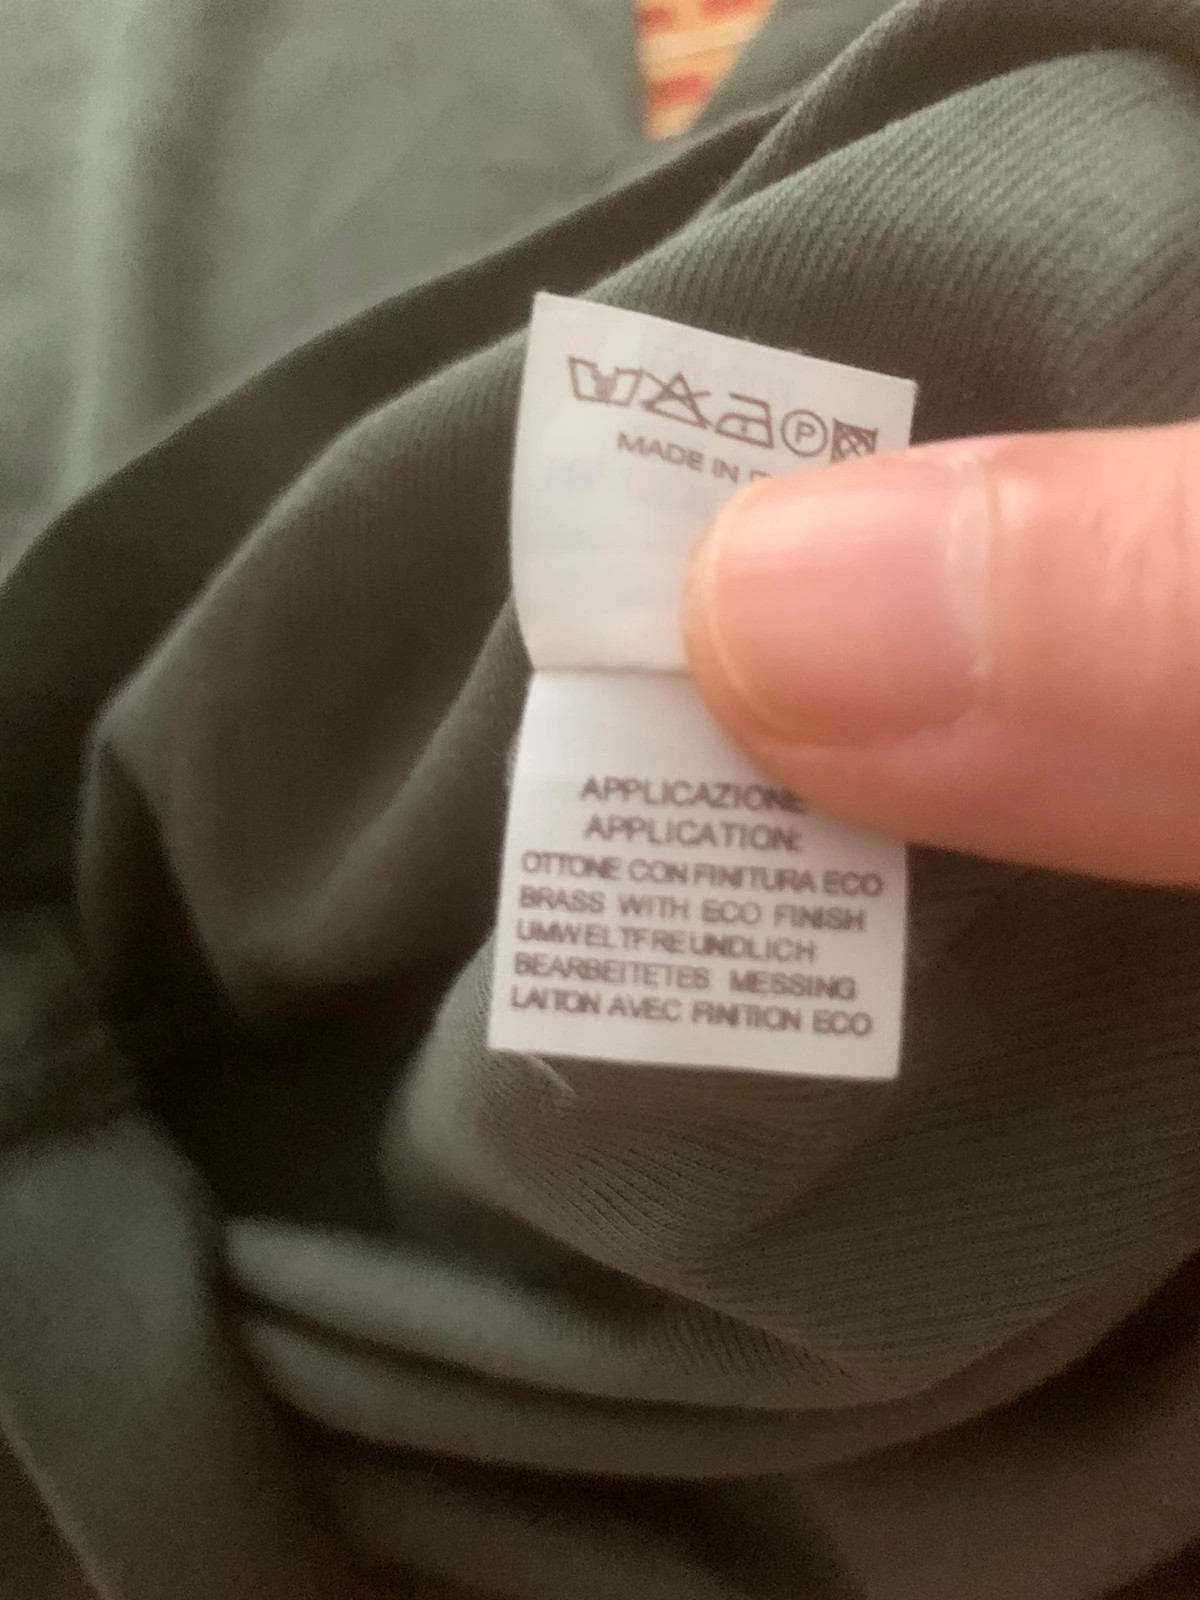 P
MADE IN
APPLICAZIONE
APPLICATION:
OTTONE CON FINITURA ECO
BRASS WITH ECO FINISH
UMWELTFREUNDLICH
BEARBEITETES MESSING
LAITON AVEC FINITION ECO